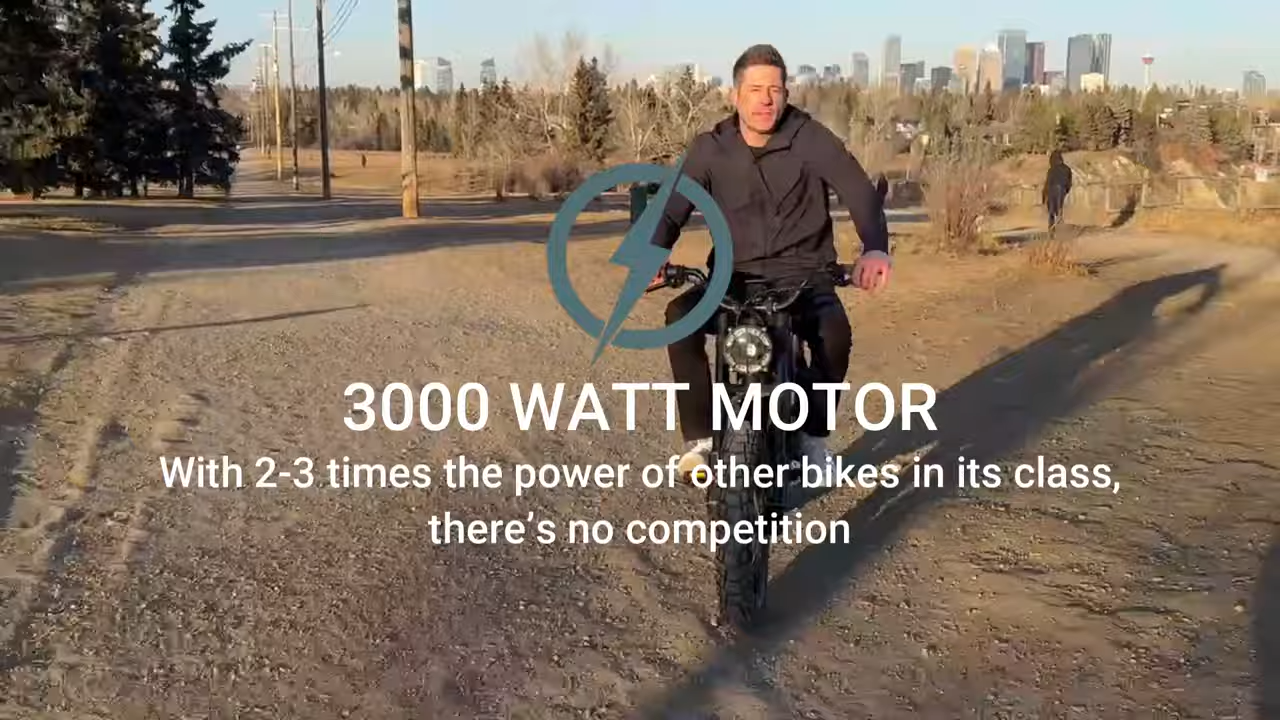 3000 WATT MOTOR
With 2-3 times the power of other bikes in its class,
there's no competition